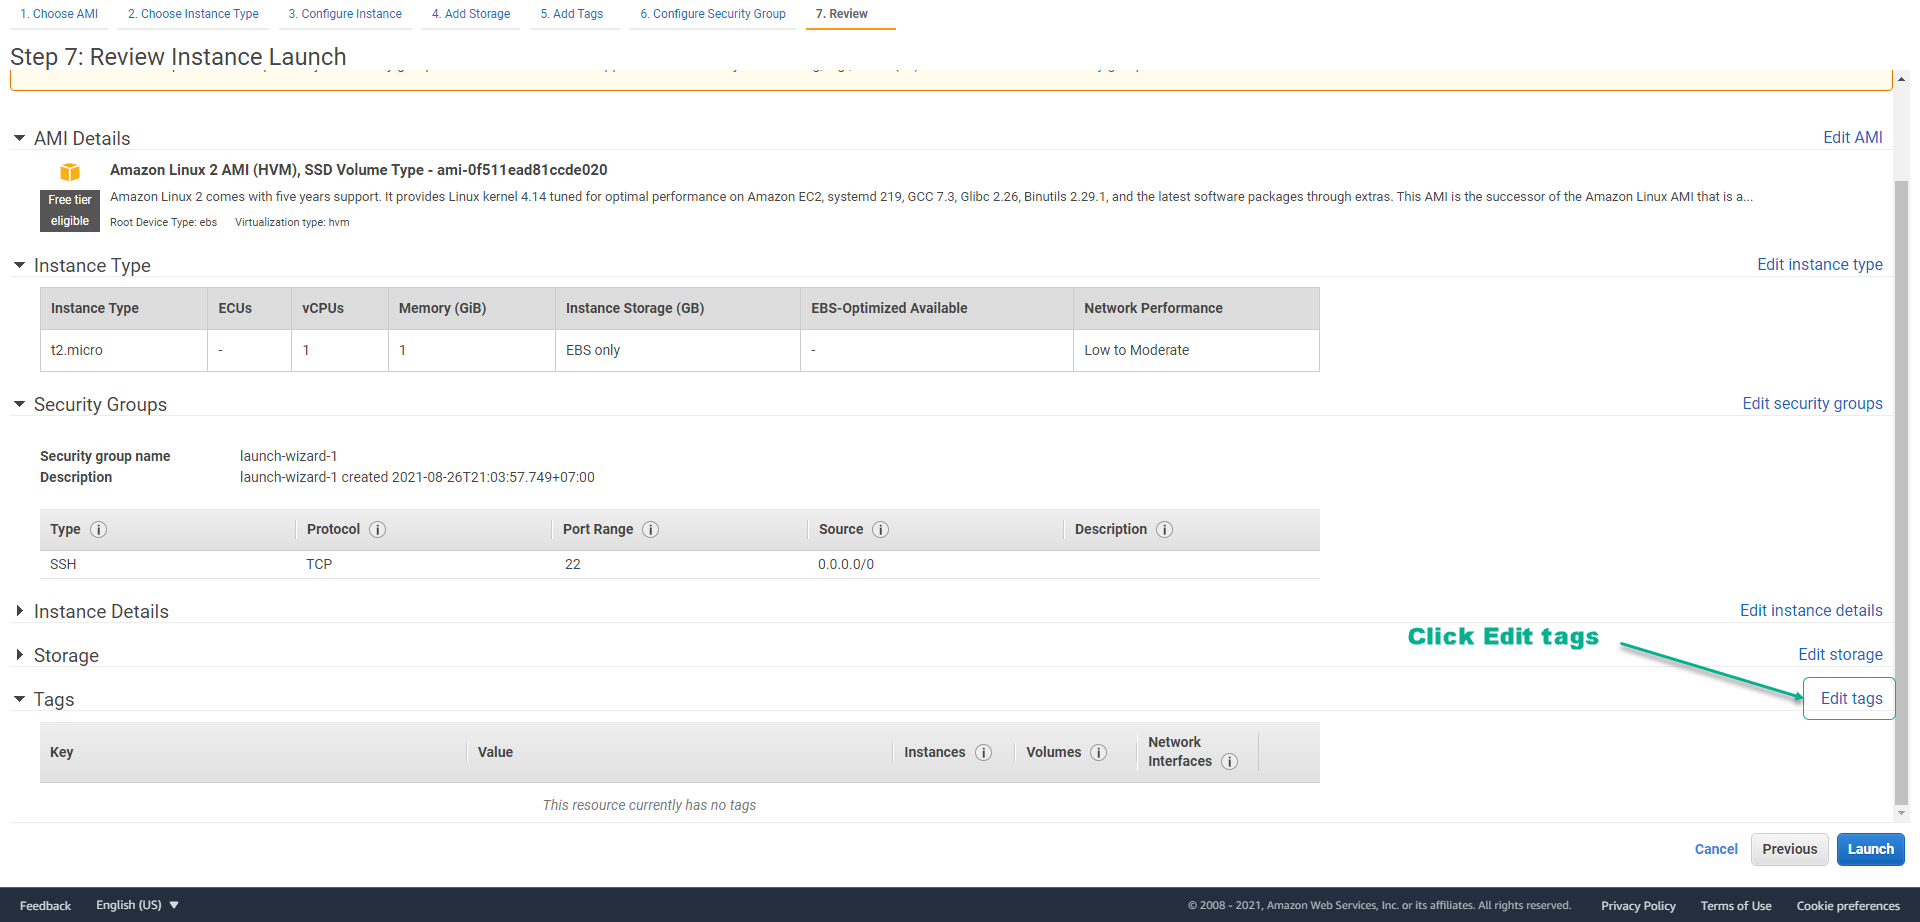 1. Choose AMI 2. Choose Instance Type 3. Configure Instance 4. Add Storage 5. Add Tags 6. Configure Security Group 7. Review
Step 7: Review Instance Launch
AMI Details Edit AMI
Amazon Linux 2 AMI (HVM), SSD Volume Type - ami-0f511ead81ccde020
Free tier eligible
Amazon Linux 2 comes with five years support. It provides Linux kernel 4.14 tuned for optimal performance on Amazon EC2, systemd 219, GCC 7.3, Glibc 2.26, Binutils 2.29.1, and the latest software packages through extras. This AMI is the successor of the Amazon Linux AMI that is a...
Root Device Type: ebs Virtualization type: hvm
Instance Type Edit instance type
Instance Type ECUs vCPUs Memory (GiB) Instance Storage (GB) EBS-Optimized Available Network Performance
t2.micro - 1 1 EBS only - Low to Moderate
Security Groups Edit security groups
Security group name launch-wizard-1
Description launch-wizard-1 created 2021-08-26T21:03:57.749+07:00
Type Protocol Port Range Source Description
SSH TCP 22 0.0.0.0/0
Instance Details Edit instance details
Click Edit tags
Storage Edit storage
Tags Edit tags
Key Value Instances Volumes Network Interfaces
This resource currently has no tags
Cancel Previous Launch
Feedback English (US) © 2008 - 2021, Amazon Web Services, Inc. or its affiliates. All rights reserved. Privacy Policy Terms of Use Cookie preferences